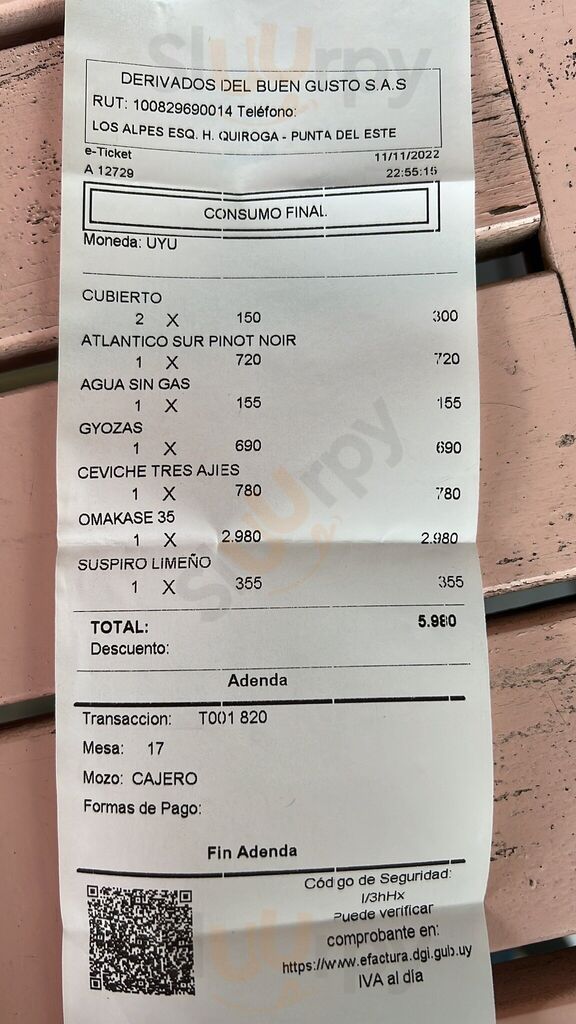 Sluurpy
DERIVADOS DEL BUEN GUSTO S.A.S
RUT: 100829690014 Teléfono:
LOS ALPES ESQ. H. QUIROGA - PUNTA DEL ESTE
e-Ticket 11/11/2022
A 12729 22:55:15
CONSUMO FINAL
Moneda: UYU
CUBIERTO
2 X 150 300
ATLANTICO SUR PINOT NOIR
1 X 720 720
AGUA SIN GAS
1 X 155 155
GYOZAS
1 X 690 690
CEVICHE TRES AJIES
1 X 780 780
OMAKASE 35
1 X 2.980 2.980
SUSPIRO LIMEÑO
1 X 355 355
TOTAL: 5.980
Descuento:
Adenda
Transaccion: T001 820
Mesa: 17
Mozo: CAJERO
Formas de Pago:
Fin Adenda
Código de Seguridad:
I/3hHx
Puede verificar
comprobante en:
https://www.efactura.dgi.gub.uy
IVA al día